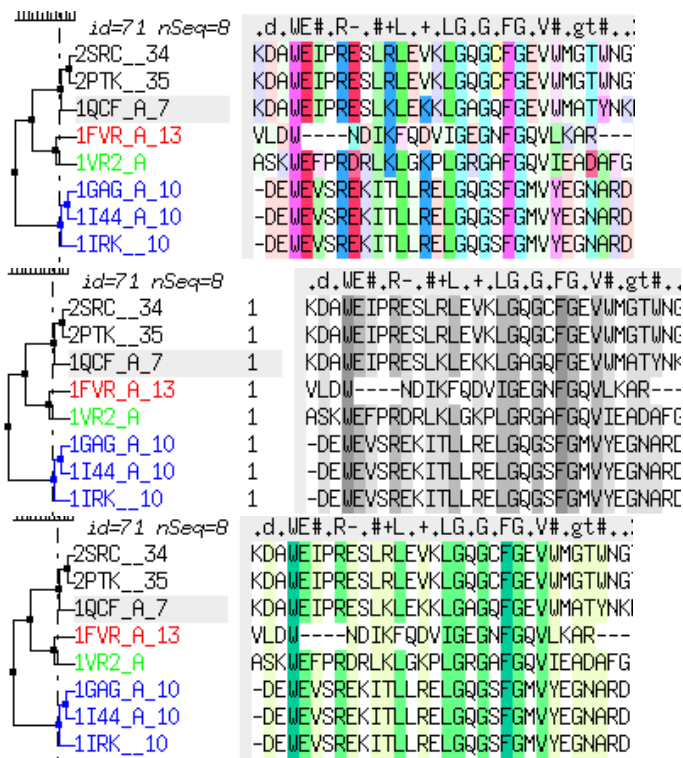 id=71 nSeq=8 .d.WE#.R-.#+L.+.LG.G.FG.V#.gt#..
2SRC__34 KDAWEIPRESLRLEVKLGQGCFGEVWMGTWNG
2PTK__35 KDAWEIPRESLRLEVKLGQGCFGEVWMGTWNG
1QCF_A_7 KDAWEIPRESLKLEKKLGAGQFGEVWMATYNK
1FVR_A_13 VLDW----NDIKFQDVIGEGNFGQVLKAR---
1VR2_A ASKWEFPRDRLKLGKPLGRGAFGQVIEADAFG
1GAG_A_10 -DEWEVSREKITLLRELGQGSFGMVYEGNARD
1I44_A_10 -DEWEVSREKITLLRELGQGSFGMVYEGNARD
1IRK__10 -DEWEVSREKITLLRELGQGSFGMVYEGNARD
id=71 nSeq=8 .d.WE#.R-.#+L.+.LG.G.FG.V#.gt#..
2SRC__34 1 KDAWEIPRESLRLEVKLGQGCFGEVWMGTWNG
2PTK__35 1 KDAWEIPRESLRLEVKLGQGCFGEVWMGTWNG
1QCF_A_7 1 KDAWEIPRESLKLEKKLGAGQFGEVWMATYNK
1FVR_A_13 1 VLDW----NDIKFQDVIGEGNFGQVLKAR---
1VR2_A 1 ASKWEFPRDRLKLGKPLGRGAFGQVIEADAFG
1GAG_A_10 1 -DEWEVSREKITLLRELGQGSFGMVYEGNARD
1I44_A_10 1 -DEWEVSREKITLLRELGQGSFGMVYEGNARD
1IRK__10 1 -DEWEVSREKITLLRELGQGSFGMVYEGNARD
id=71 nSeq=8 .d.WE#.R-.#+L.+.LG.G.FG.V#.gt#..
2SRC__34 KDAWEIPRESLRLEVKLGQGCFGEVWMGTWNG
2PTK__35 KDAWEIPRESLRLEVKLGQGCFGEVWMGTWNG
1QCF_A_7 KDAWEIPRESLKLEKKLGAGQFGEVWMATYNK
1FVR_A_13 VLDW----NDIKFQDVIGEGNFGQVLKAR---
1VR2_A ASKWEFPRDRLKLGKPLGRGAFGQVIEADAFG
1GAG_A_10 -DEWEVSREKITLLRELGQGSFGMVYEGNARD
1I44_A_10 -DEWEVSREKITLLRELGQGSFGMVYEGNARD
1IRK__10 -DEWEVSREKITLLRELGQGSFGMVYEGNARD